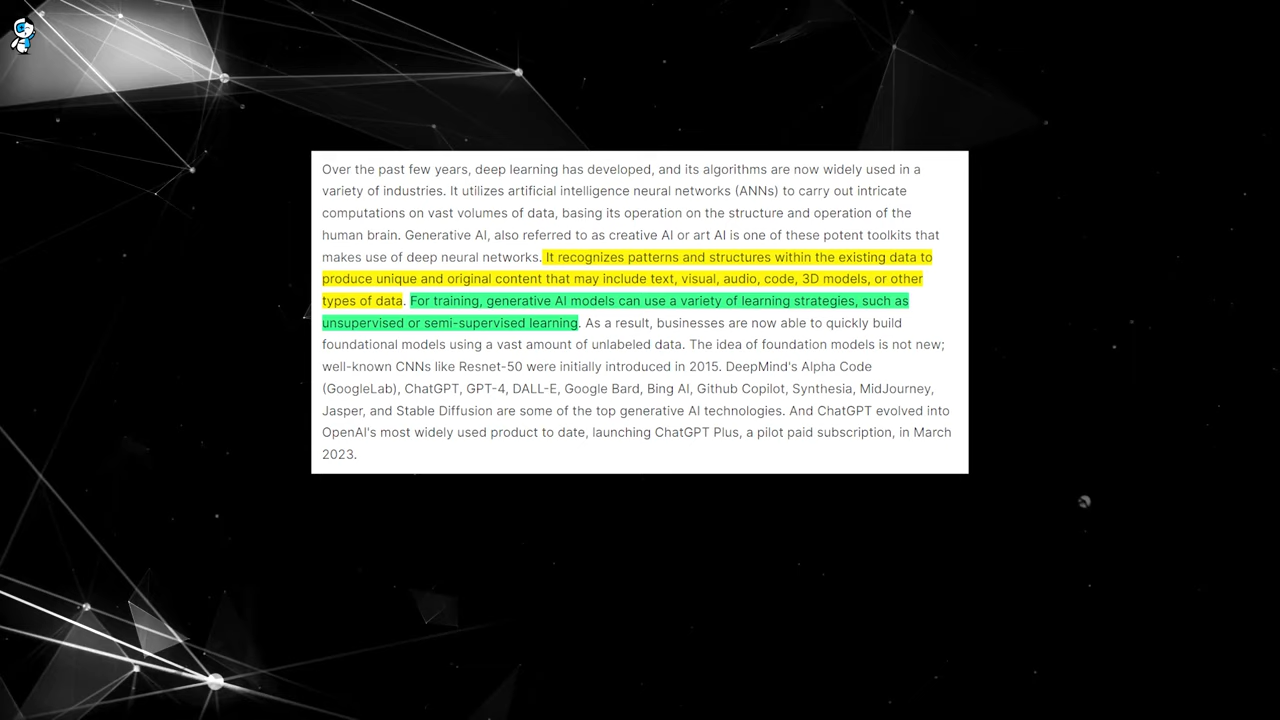 Over the past few years, deep learning has developed, and its algorithms are now widely used in a
variety of industries. It utilizes artificial intelligence neural networks (ANNs) to carry out intricate
computations on vast volumes of data, basing its operation on the structure and operation of the
human brain. Generative AI, also referred to as creative AI or art AI is one of these potent toolkits that
makes use of deep neural networks. It recognizes patterns and structures within the existing data to
produce unique and original content that may include text, visual, audio, code, 3D models, or other
types of data. For training, generative AI models can use a variety of learning strategies, such as
unsupervised or semi-supervised learning. As a result, businesses are now able to quickly build
foundational models using a vast amount of unlabeled data. The idea of foundation models is not new;
well-known CNNs like Resnet-50 were initially introduced in 2015. DeepMind's Alpha Code
(GoogleLab), ChatGPT, GPT-4, DALL-E, Google Bard, Bing AI, Github Copilot, Synthesia, MidJourney,
Jasper, and Stable Diffusion are some of the top generative AI technologies. And ChatGPT evolved into
OpenAI's most widely used product to date, launching ChatGPT Plus, a pilot paid subscription, in March
2023.